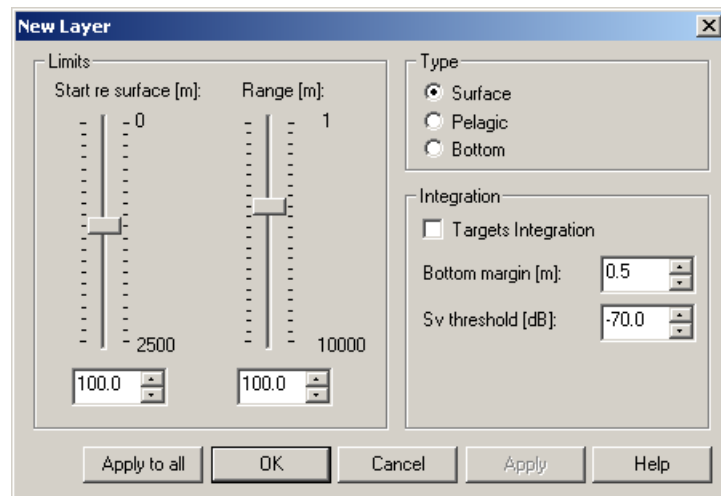 New Layer
Limits
Start re surface [m]:
Range [m]:
0
1
2500
10000
100.0
100.0
Type
Surface
Pelagic
Bottom
Integration
Targets Integration
Bottom margin [m]:
0.5
Sv threshold [dB]:
-70.0
Apply to all
OK
Cancel
Apply
Help